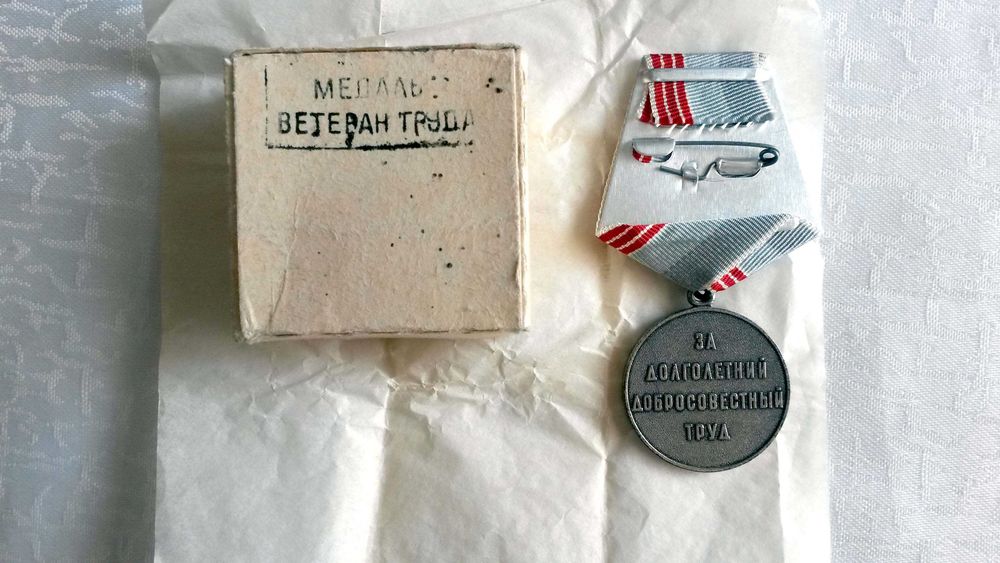 МЕДАЛЬ
ВЕТЕРАН ТРУДА
ЗА
ДОЛГОЛЕТНИЙ
ДОБРОСОВЕСТНЫЙ
ТРУД